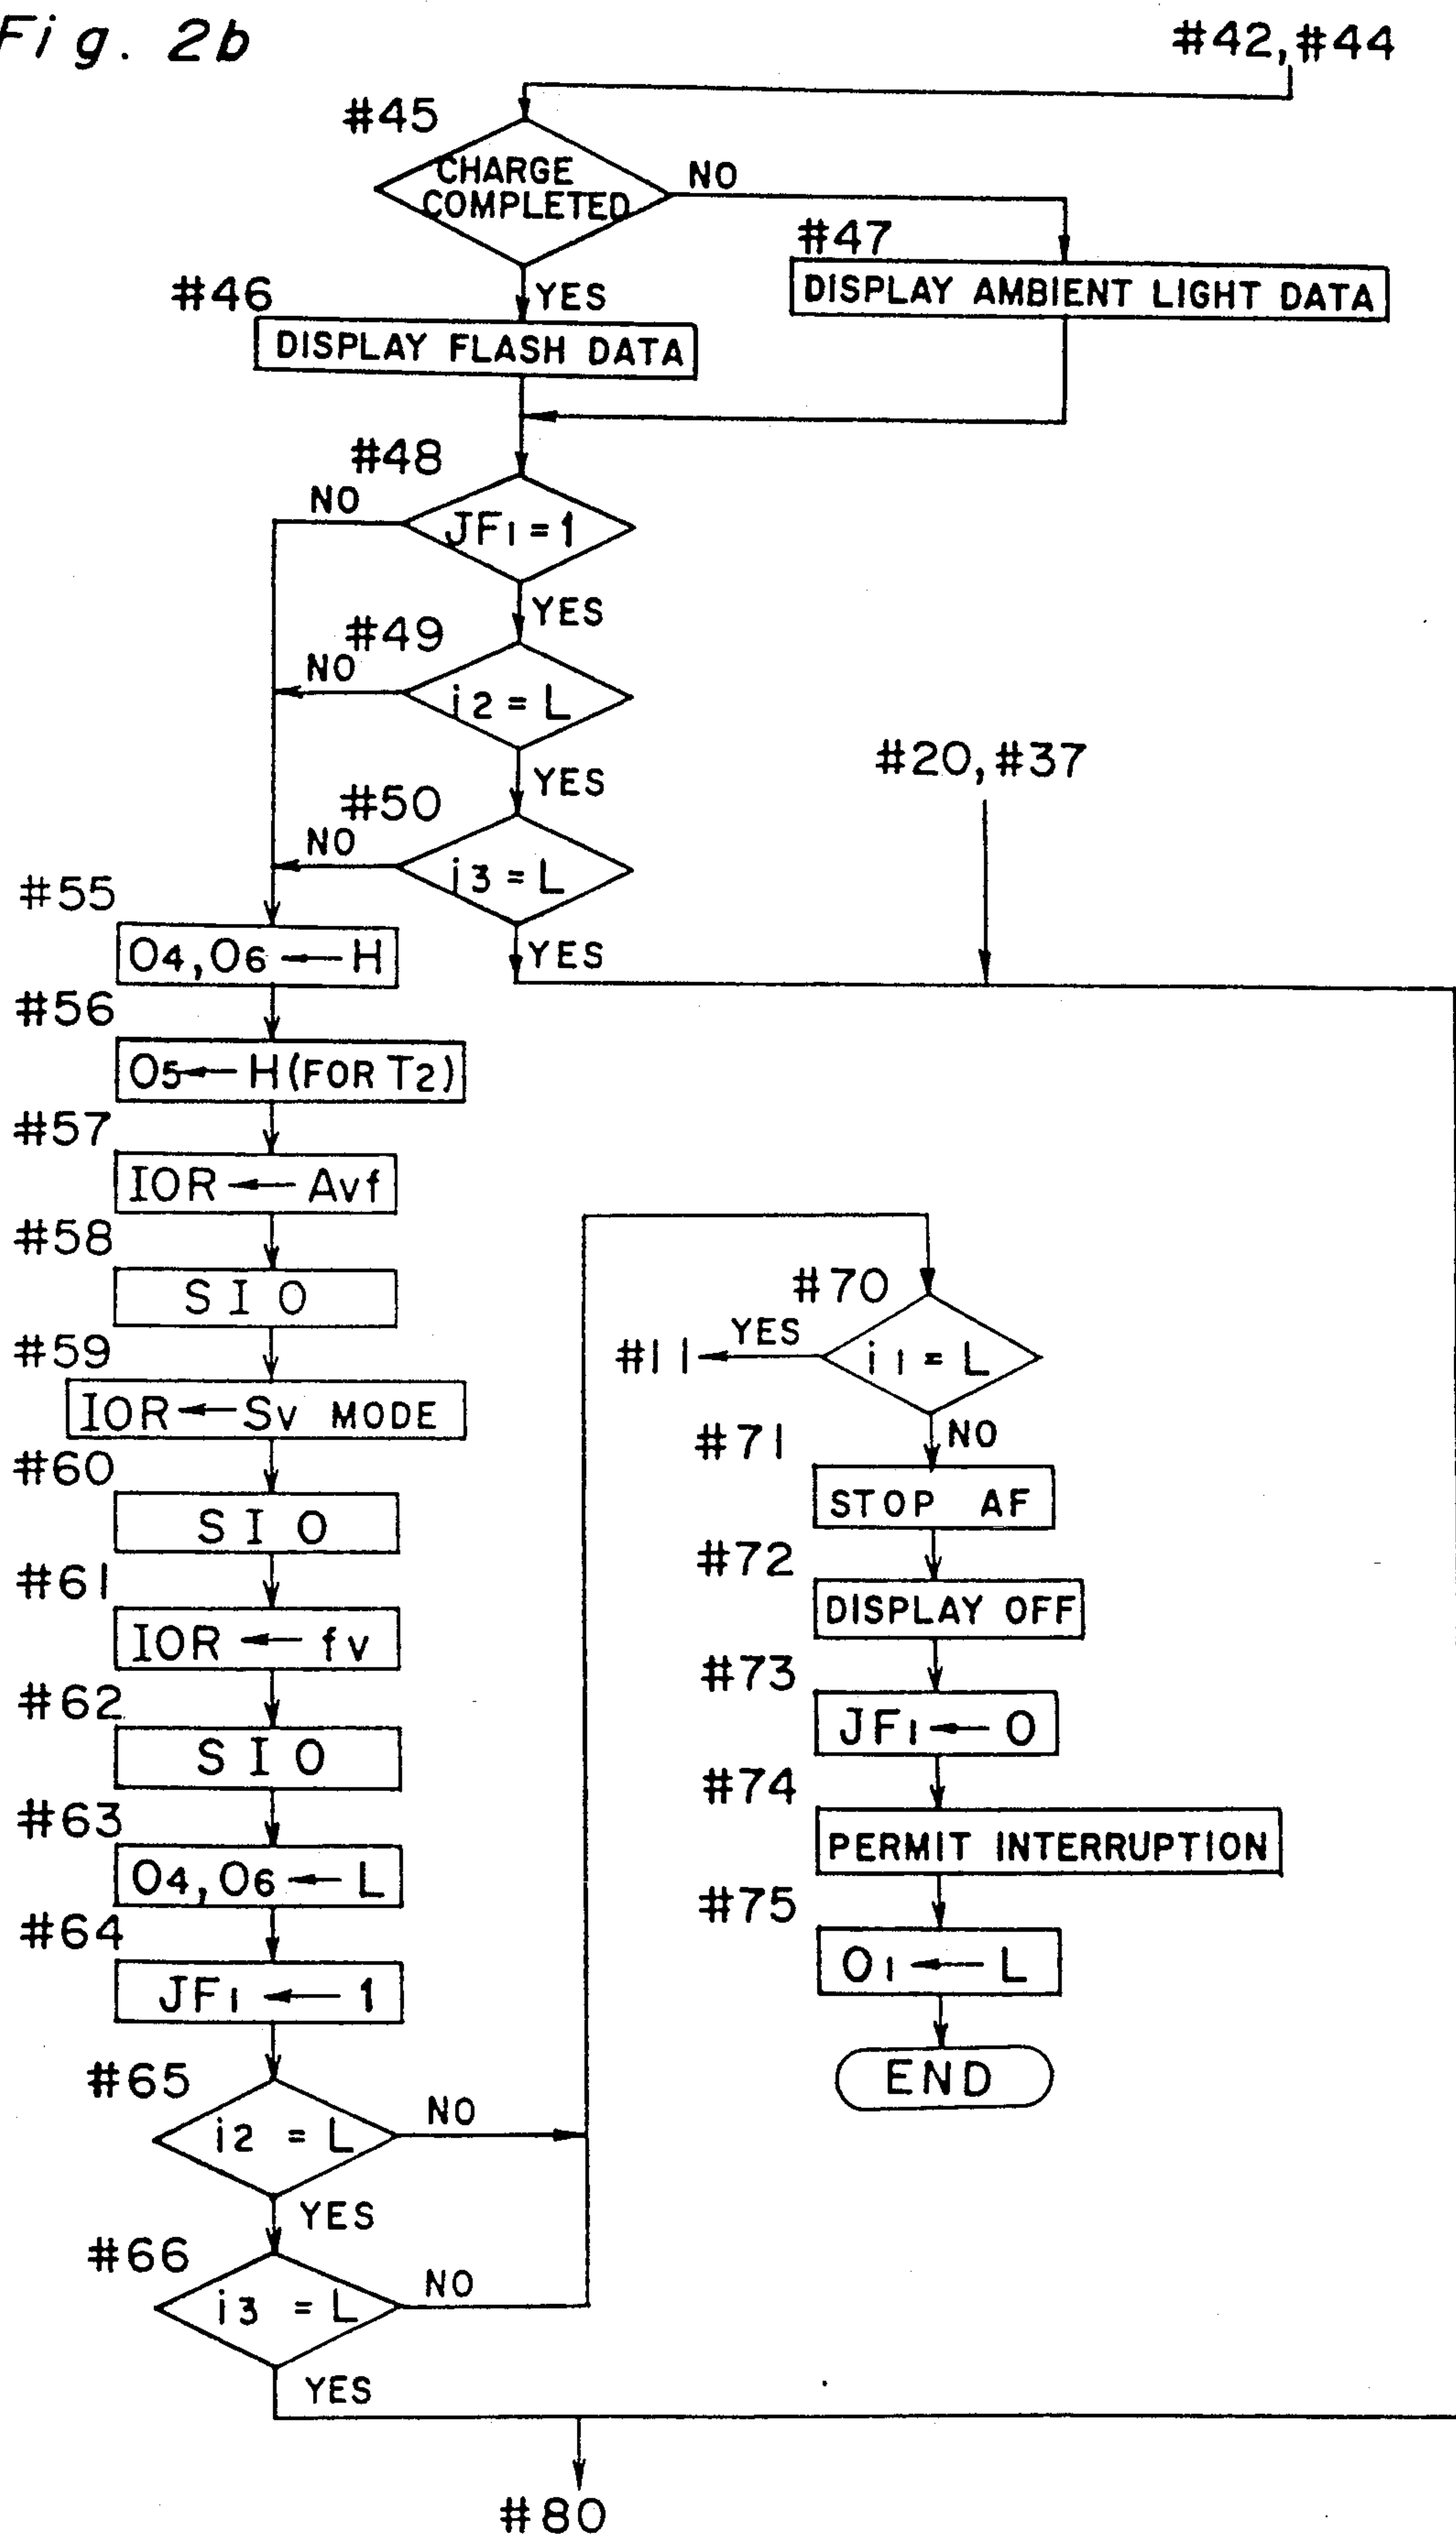 Fig. 2b
#42, #44
#45
CHARGE
COMPLETED
NO
#47
DISPLAY AMBIENT LIGHT DATA
YES
#46
DISPLAY FLASH DATA
#48
NO
JF1 = 1
YES
#49
NO
i2 = L
YES
#20, #37
#50
NO
i3 = L
YES
#55
O4, O6 ← H
#56
O5 ← H (FOR T2)
#57
IOR ← Avf
#58
SIO
#59
IOR ← Sv MODE
#60
SIO
#61
IOR ← fv
#62
SIO
#63
O4, O6 ← L
#64
JF1 ← 1
#65
i2 = L
NO
YES
#66
i3 = L
NO
YES
#70
YES
#11
i1 = L
NO
#71
STOP AF
#72
DISPLAY OFF
#73
JF1 ← 0
#74
PERMIT INTERRUPTION
#75
O1 ← L
END
#80